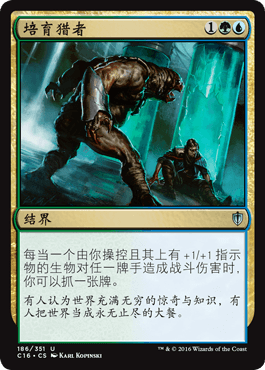 培育猎者
1
结界
每当一个由你操控且其上有 +1/+1 指示
物的生物对任一牌手造成战斗伤害时,
你可以抓一张牌。
有人认为世界充满无穷的惊奇与知识,有
人把世界当成永无止尽的大餐。
186/351 U
C16 • CS Karl Kopinski
™ & © 2016 Wizards of the Coast